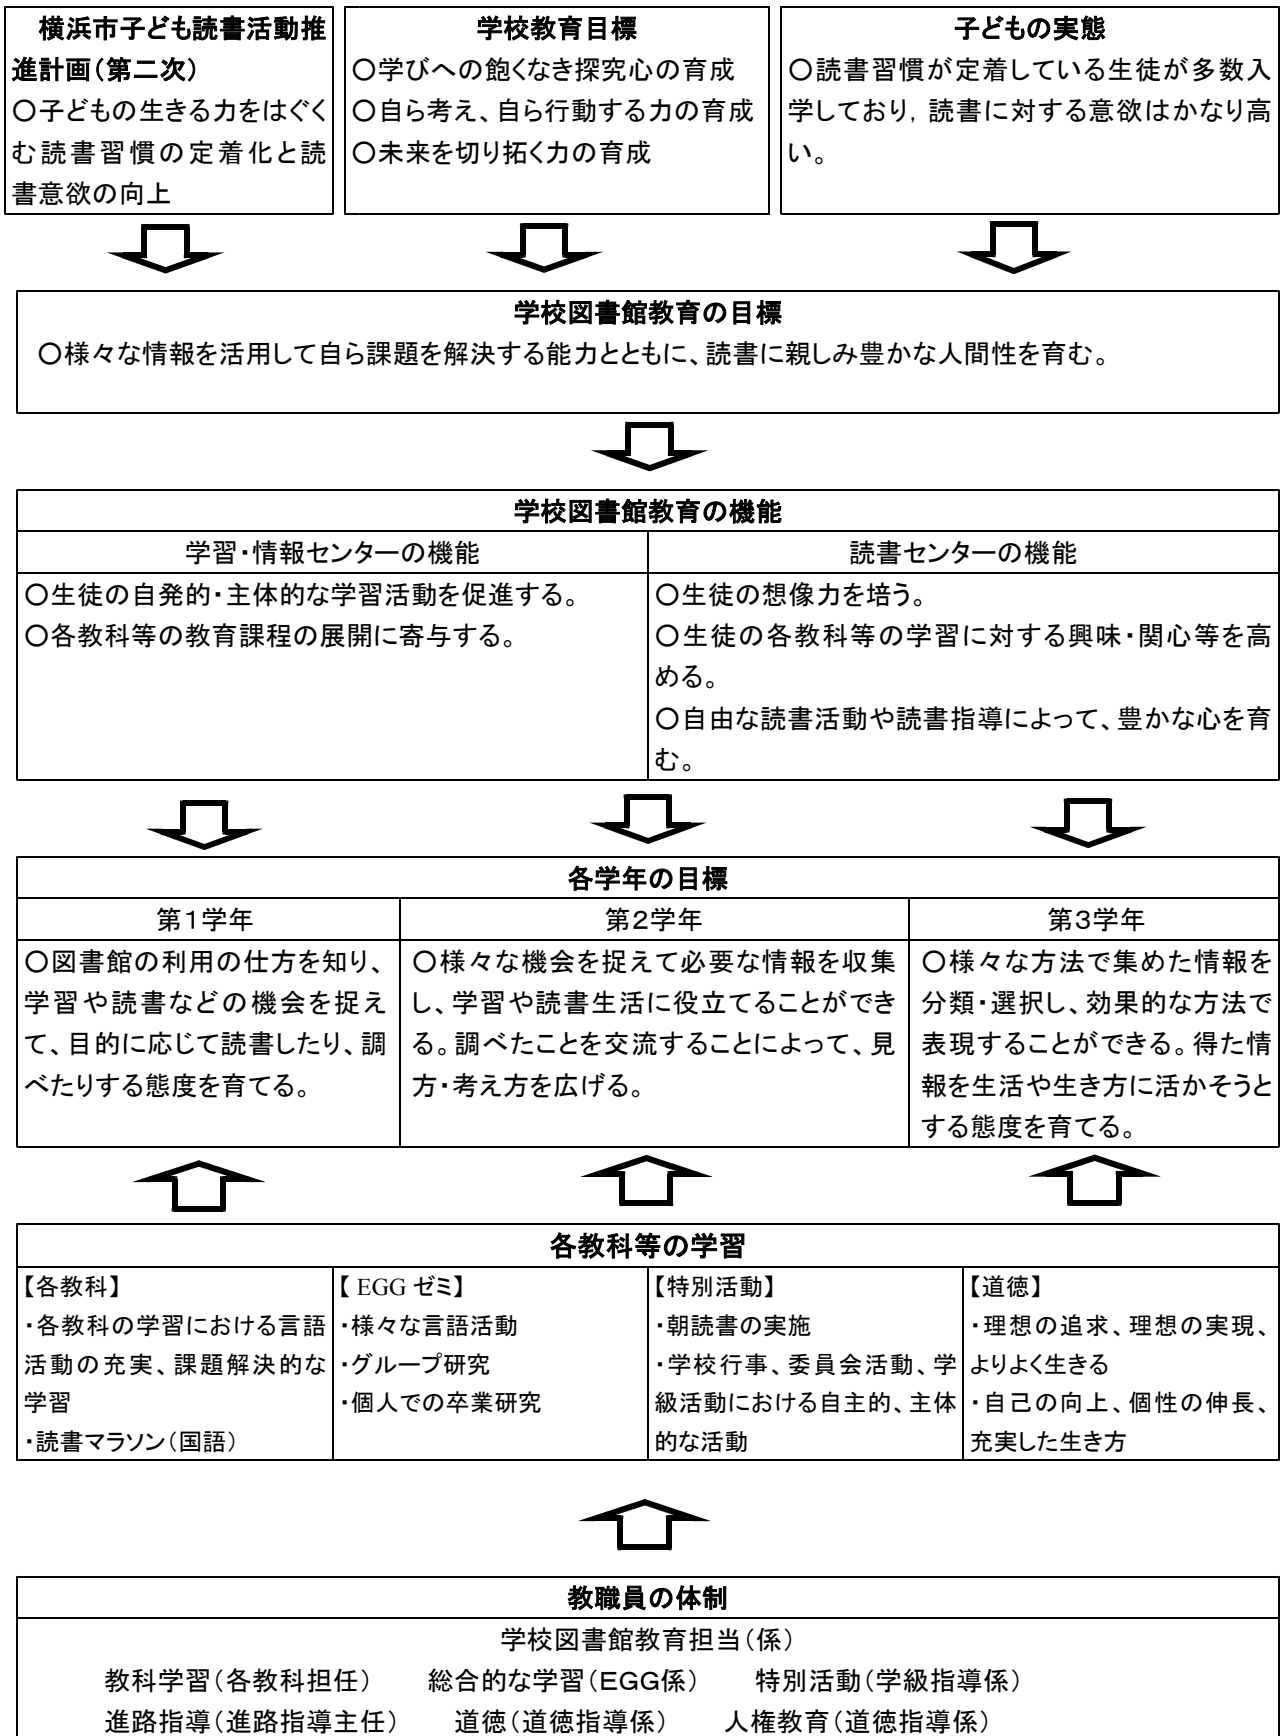 横浜市子ども読書活動推
進計画（第二次）
○子どもの生きる力をはぐく
む読書習慣の定着化と読
書意欲の向上
学校教育目標
○学びへの飽くなき探究心の育成
○自ら考え、自ら行動する力の育成
○未来を切り拓く力の育成
子どもの実態
○読書習慣が定着している生徒が多数入
学しており，読書に対する意欲はかなり高
い。
学校図書館教育の目標
○様々な情報を活用して自ら課題を解決する能力とともに、読書に親しみ豊かな人間性を育む。
学校図書館教育の機能
学習・情報センターの機能
○生徒の自発的・主体的な学習活動を促進する。
○各教科等の教育課程の展開に寄与する。
読書センターの機能
○生徒の想像力を培う。
○生徒の各教科等の学習に対する興味・関心等を高
める。
○自由な読書活動や読書指導によって、豊かな心を育
む。
各学年の目標
第１学年
○図書館の利用の仕方を知り、
学習や読書などの機会を捉え
て、目的に応じて読書したり、調
べたりする態度を育てる。
第２学年
○様々な機会を捉えて必要な情報を収集
し、学習や読書生活に役立てることができ
る。調べたことを交流することによって、見
方・考え方を広げる。
第３学年
○様々な方法で集めた情報を
分類・選択し、効果的な方法で
表現することができる。得た情
報を生活や生き方に活かそうと
する態度を育てる。
各教科等の学習
【各教科】
・各教科の学習における言語
活動の充実、課題解決的な
学習
・読書マラソン（国語）
【 EGG ゼミ】
・様々な言語活動
・グループ研究
・個人での卒業研究
【特別活動】
・朝読書の実施
・学校行事、委員会活動、学
級活動における自主的、主体
的な活動
【道徳】
・理想の追求、理想の実現、
よりよく生きる
・自己の向上、個性の伸長、
充実した生き方
教職員の体制
学校図書館教育担当（係）
教科学習（各教科担任）　総合的な学習（ＥＧＧ係）　特別活動（学級指導係）
進路指導（進路指導主任）　道徳（道徳指導係）　人権教育（道徳指導係）